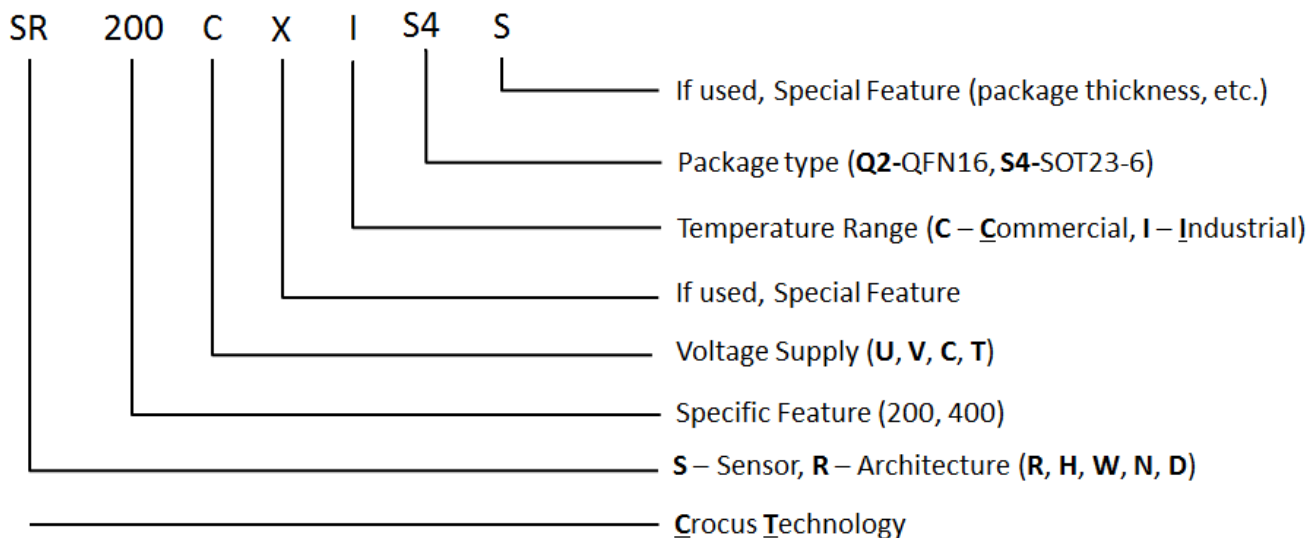 SR 200 C X I S4 S
If used, Special Feature (package thickness, etc.)
Package type (Q2-QFN16, S4-SOT23-6)
Temperature Range (C – Commercial, I – Industrial)
If used, Special Feature
Voltage Supply (U, V, C, T)
Specific Feature (200, 400)
S – Sensor, R – Architecture (R, H, W, N, D)
Crocus Technology